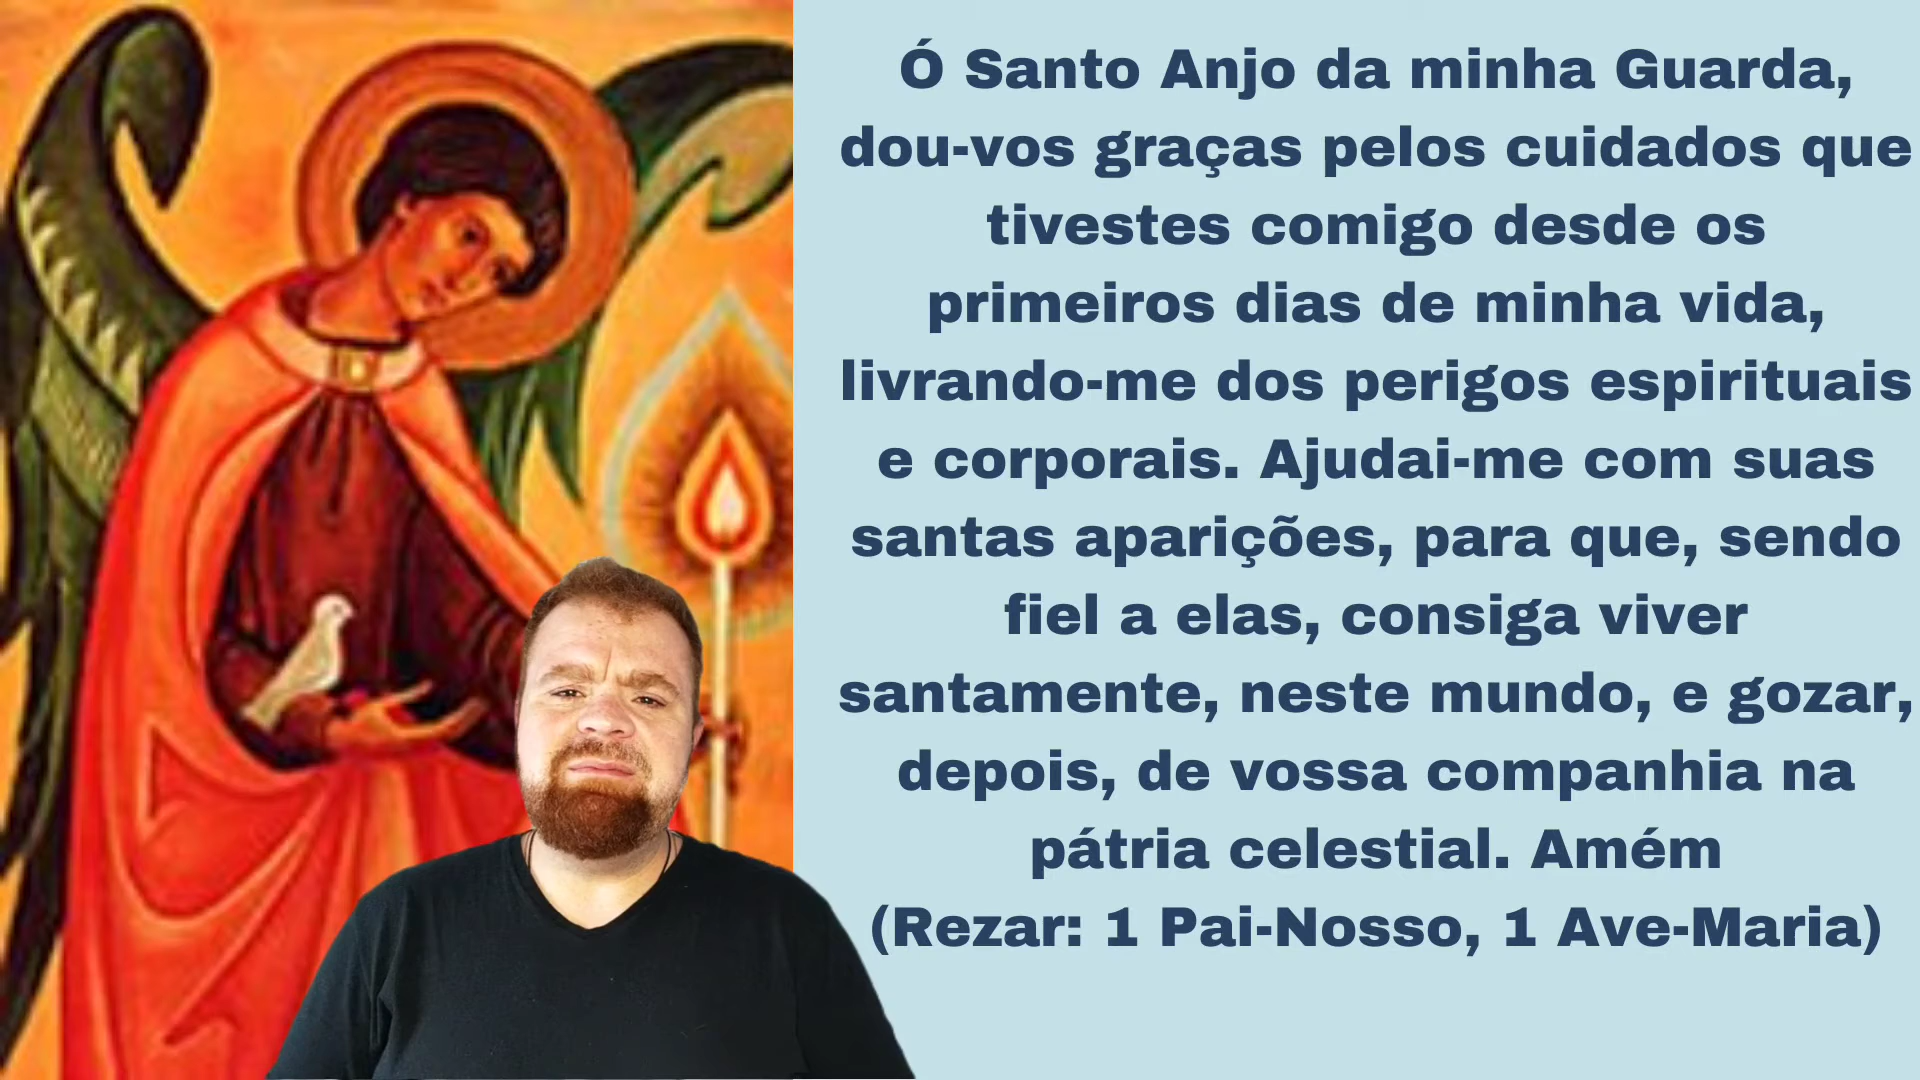 Ó Santo Anjo da minha Guarda,
dou-vos graças pelos cuidados que
tivestes comigo desde os
primeiros dias de minha vida,
livrando-me dos perigos espirituais
e corporais. Ajudai-me com suas
santas aparições, para que, sendo
fiel a elas, consiga viver
santamente, neste mundo, e gozar,
depois, de vossa companhia na
pátria celestial. Amém
(Rezar: 1 Pai-Nosso, 1 Ave-Maria)